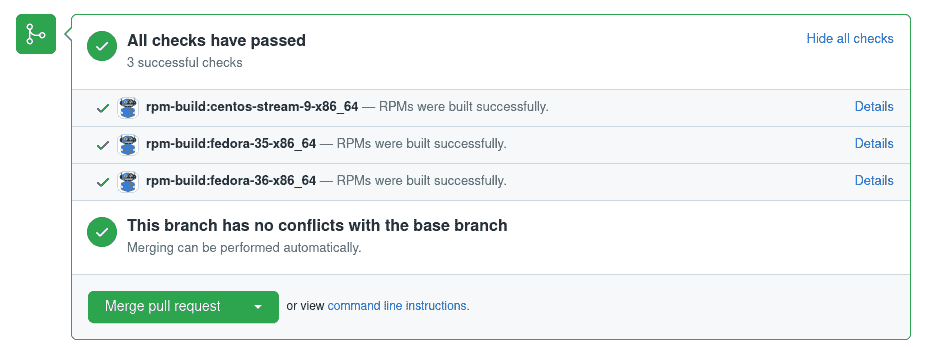 All checks have passed
Hide all checks
3 successful checks
rpm-build:centos-stream-9-x86_64 — RPMs were built successfully.
Details
rpm-build:fedora-35-x86_64 — RPMs were built successfully.
Details
rpm-build:fedora-36-x86_64 — RPMs were built successfully.
Details
This branch has no conflicts with the base branch
Merging can be performed automatically.
Merge pull request
or view command line instructions.